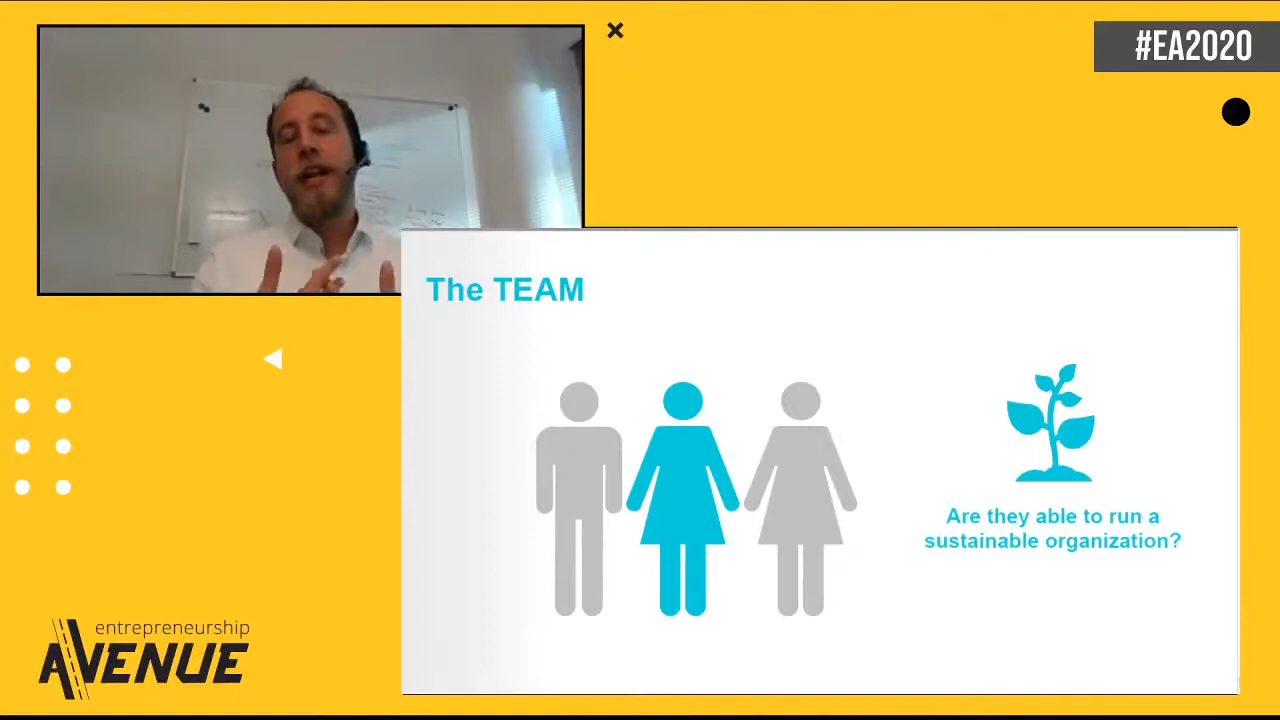 #EA2020
The TEAM
Are they able to run a
sustainable organization?
entrepreneurship
AVENUE